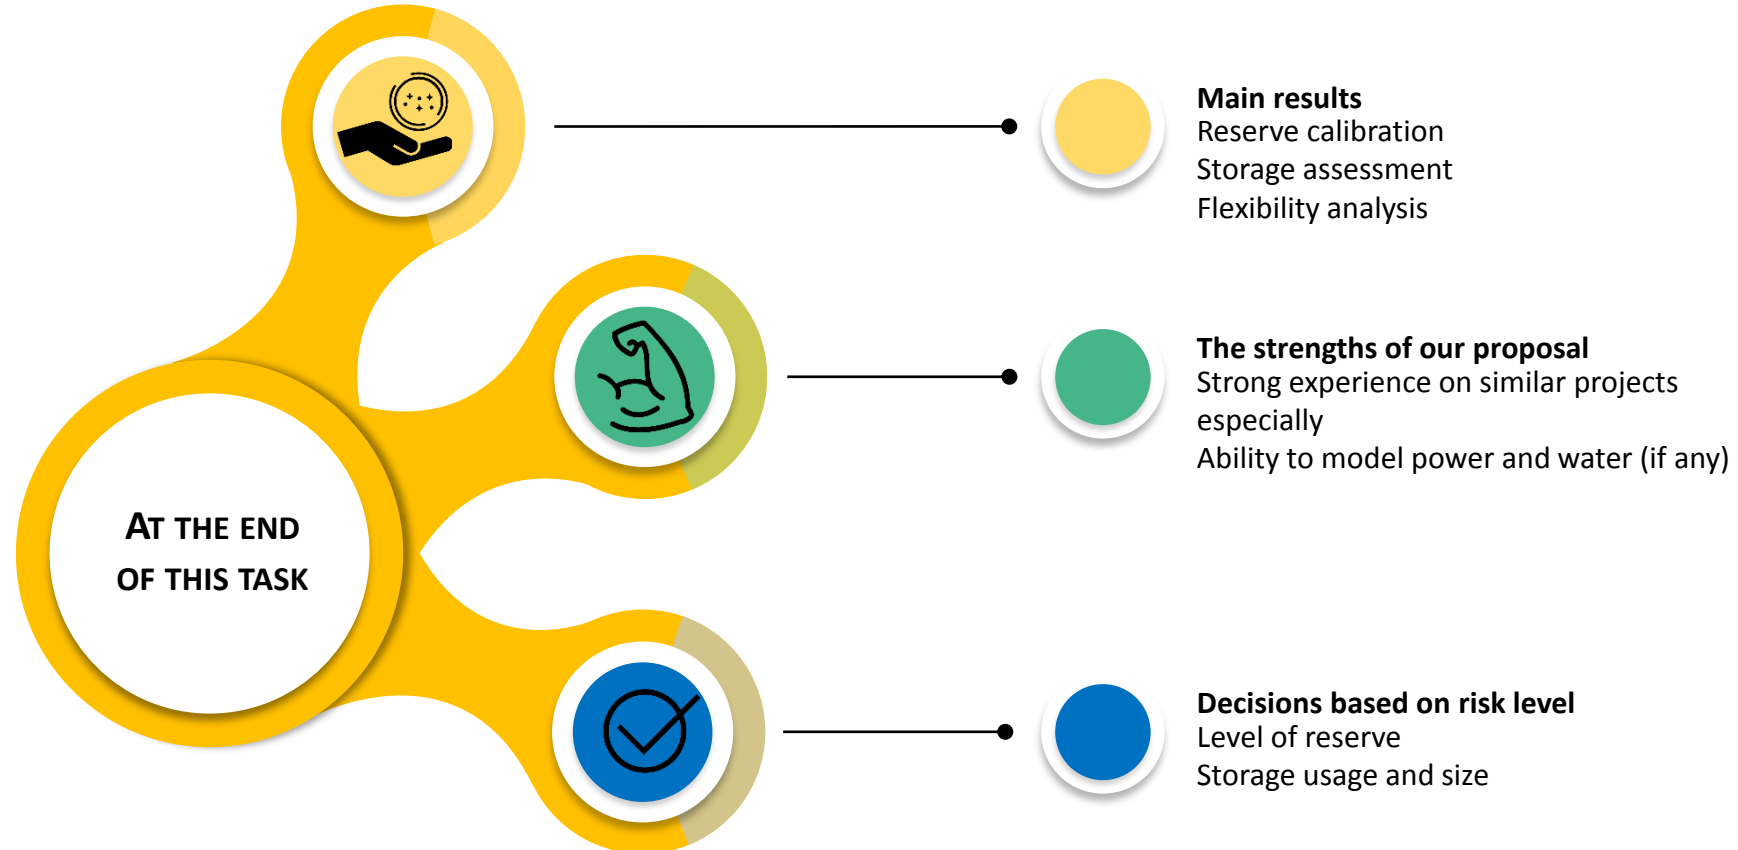 Main results
Reserve calibration
Storage assessment
Flexibility analysis
The strengths of our proposal
Strong experience on similar projects
especially
Ability to model power and water (if any)
AT THE END
OF THIS TASK
Decisions based on risk level
Level of reserve
Storage usage and size